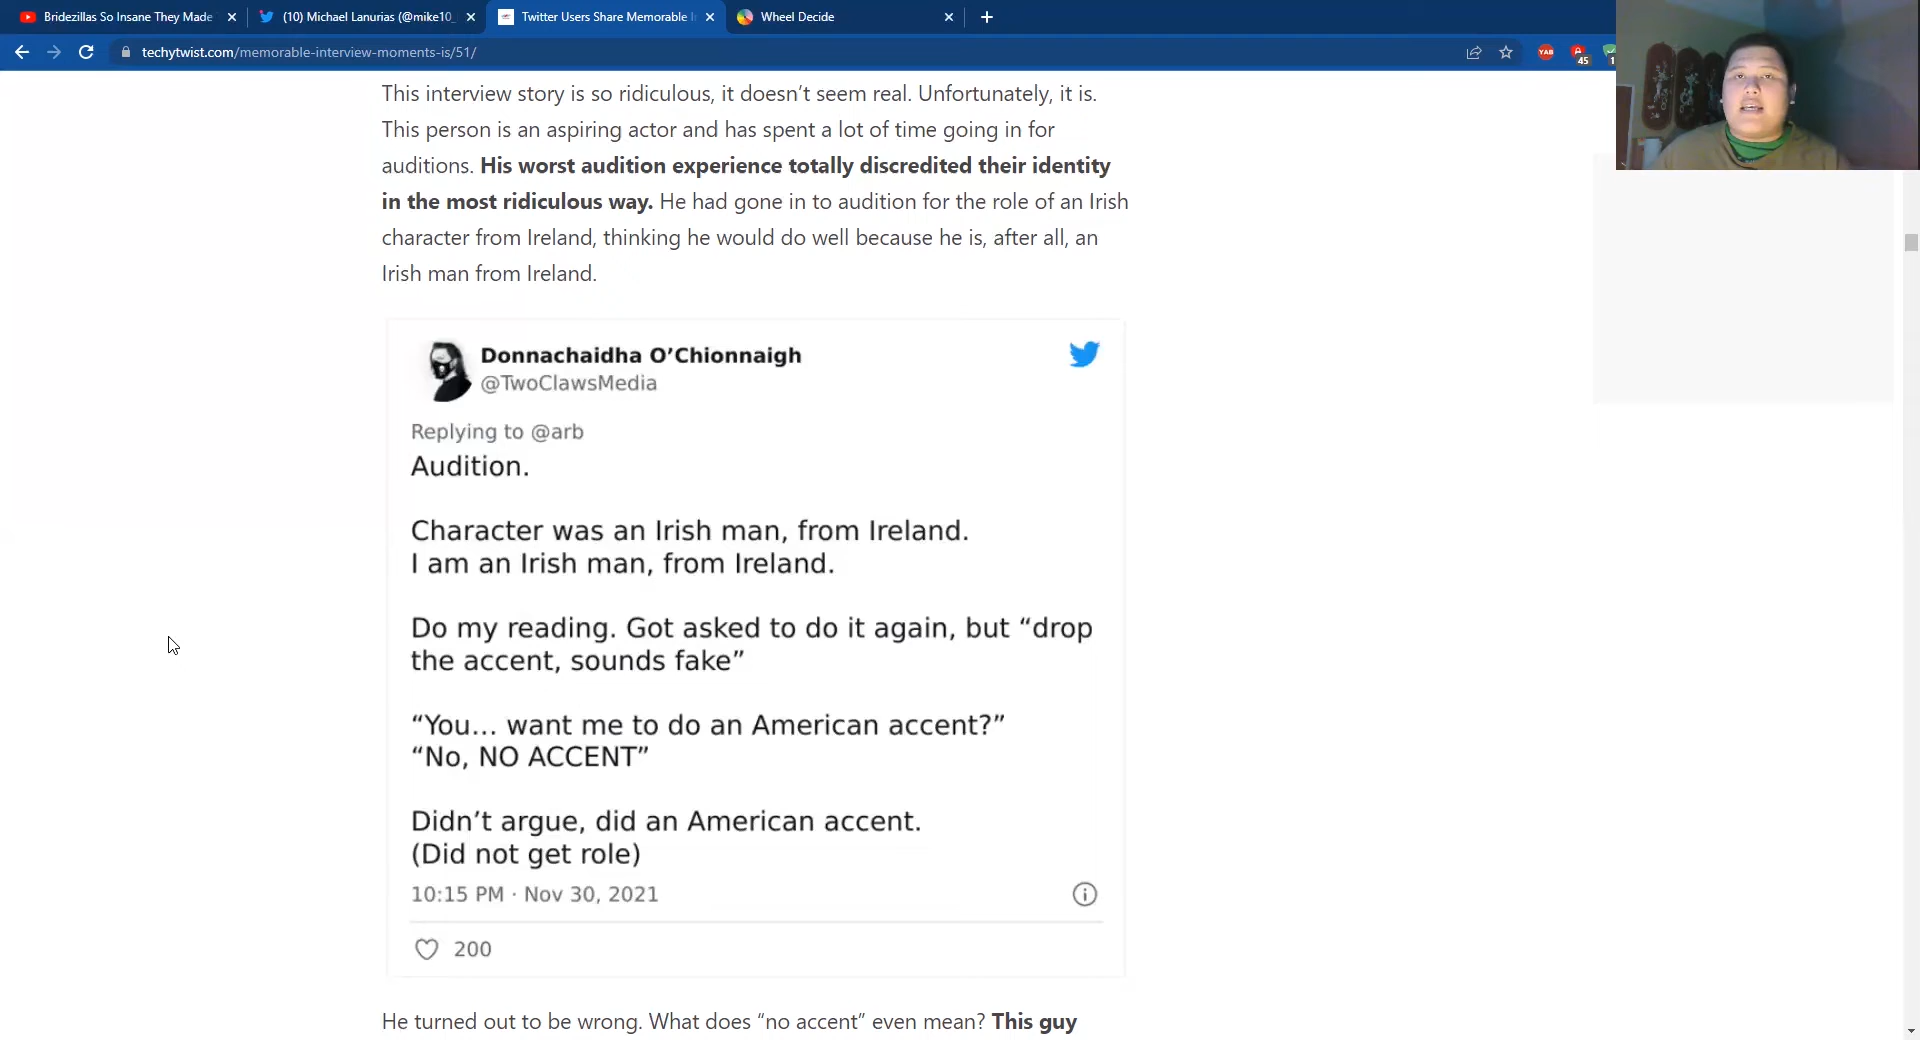 Bridezillas So Insane They Made
(10) Michael Lanurias (@mike10_
Twitter Users Share Memorable I
Wheel Decide
techytwist.com/memorable-interview-moments-is/51/
YAB
45
This interview story is so ridiculous, it doesn’t seem real. Unfortunately, it is.
This person is an aspiring actor and has spent a lot of time going in for
auditions. His worst audition experience totally discredited their identity
in the most ridiculous way. He had gone in to audition for the role of an Irish
character from Ireland, thinking he would do well because he is, after all, an
Irish man from Ireland.
Donnachaidha O’Chionnaigh
@TwoClawsMedia
Replying to @arb
Audition.
Character was an Irish man, from Ireland.
I am an Irish man, from Ireland.
Do my reading. Got asked to do it again, but “drop
the accent, sounds fake”
“You... want me to do an American accent?”
“No, NO ACCENT”
Didn’t argue, did an American accent.
(Did not get role)
10:15 PM · Nov 30, 2021
200
He turned out to be wrong. What does “no accent” even mean? This guy